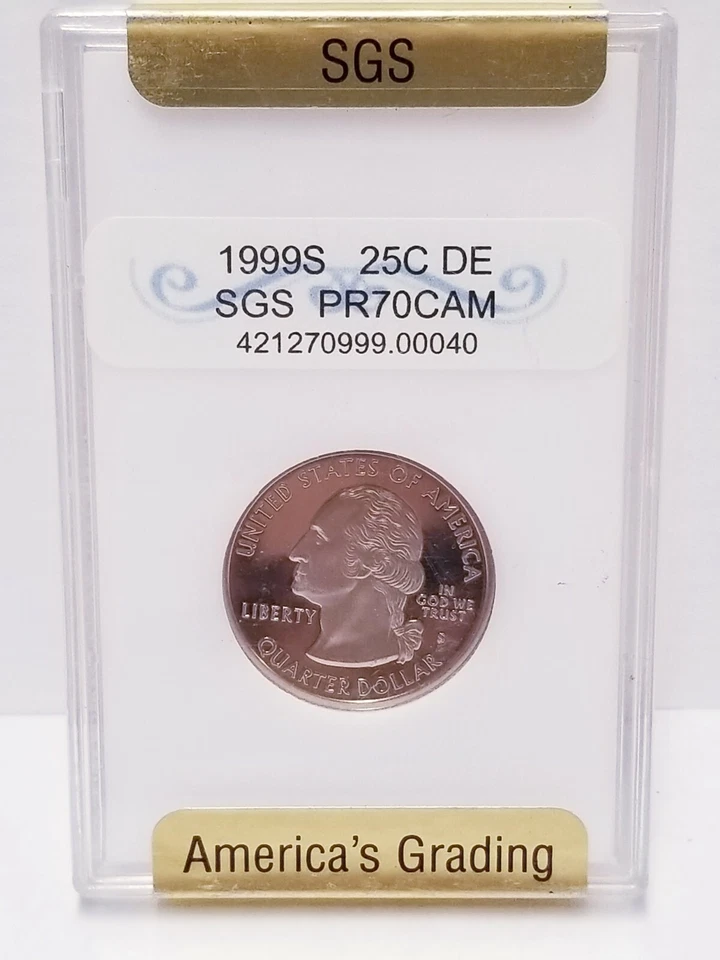 SGS
1999S 25C DE
SGS PR70CAM
421270999.00040
UNITED STATES OF AMERICA
LIBERTY
IN
GOD WE
TRUST
S
QUARTER DOLLAR
America's Grading